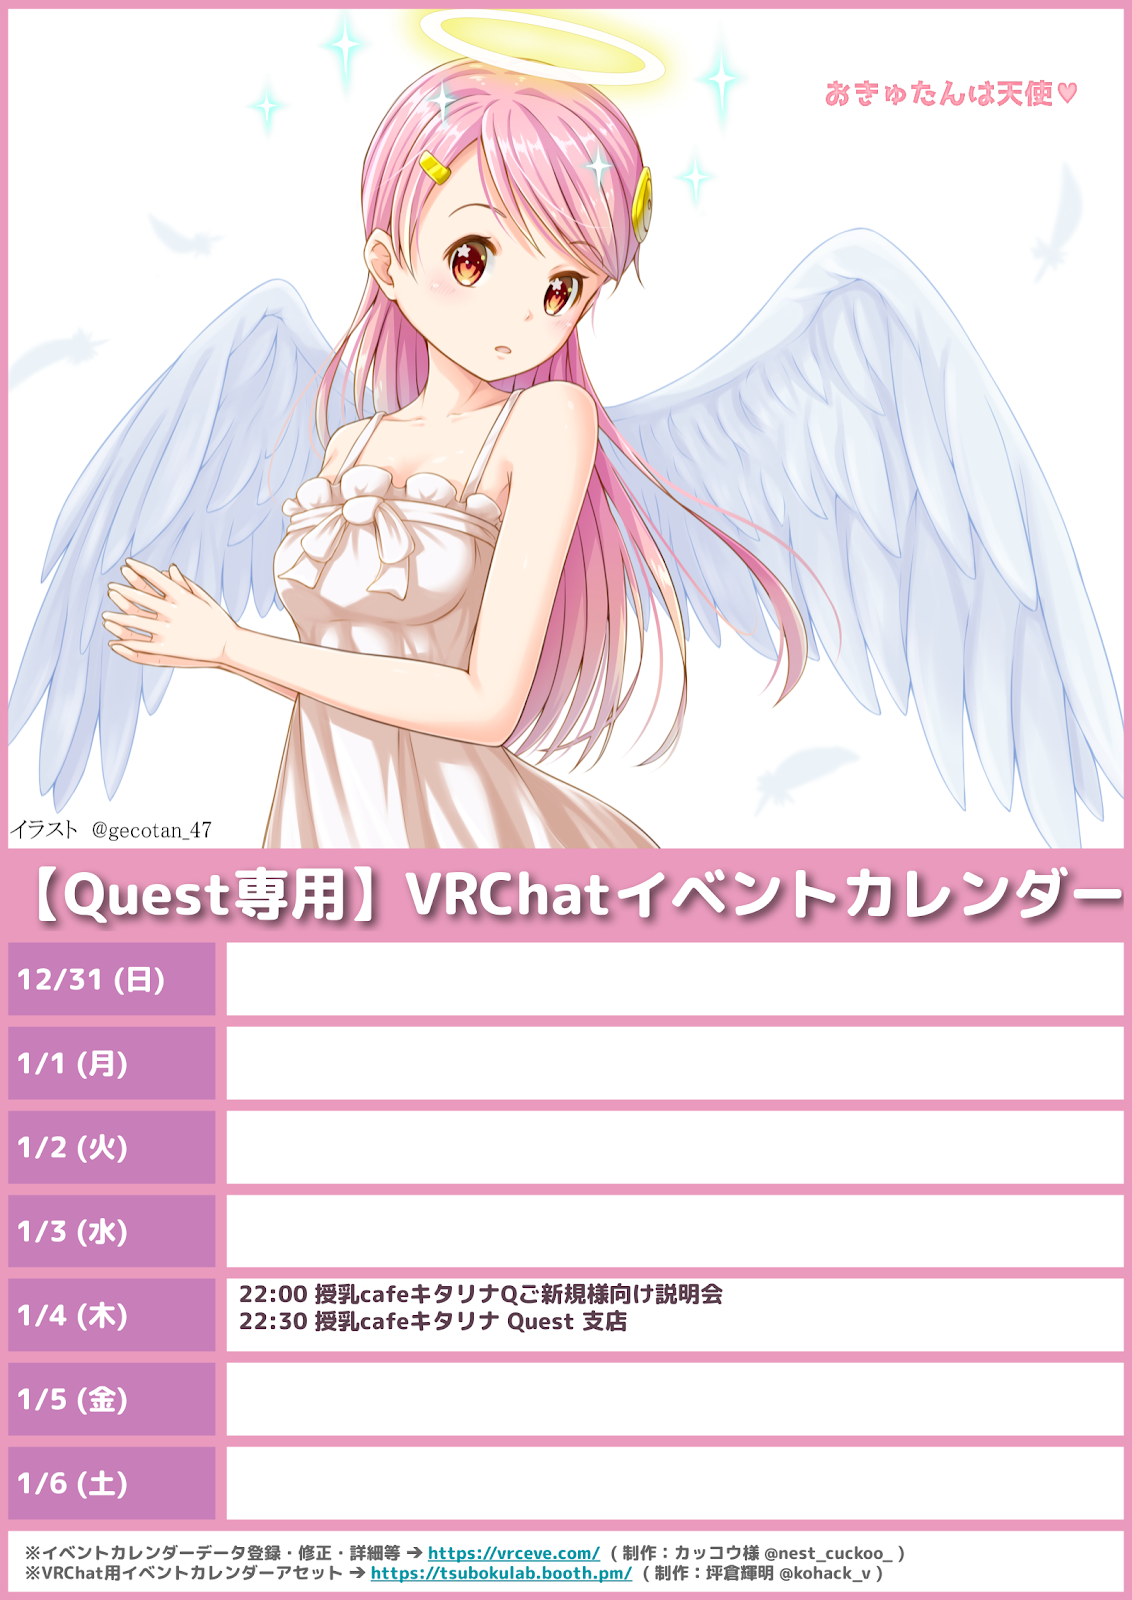 おきゅたんは天使♥
イラスト @gecotan_47
【Quest専用】VRChatイベントカレンダー
12/31 (日)
1/1 (月)
1/2 (火)
1/3 (水)
1/4 (木)
22:00 授乳cafeキタリナQご新規様向け説明会
22:30 授乳cafeキタリナ Quest 支店
1/5 (金)
1/6 (土)
※イベントカレンダーデータ登録・修正・詳細等 ➔ https://vrceve.com/ ( 制作：カッコウ様 @nest_cuckoo_ )
※VRChat用イベントカレンダーアセット ➔ https://tsubokulab.booth.pm/ ( 制作：坪倉輝明 @kohack_v )